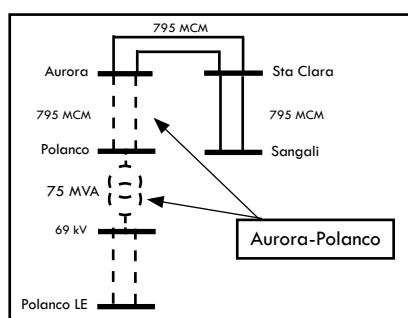 795 MCM
Aurora
Sta Clara
795 MCM
795 MCM
Polanco
Sangali
75 MVA
69 kV
Aurora-Polanco
Polanco LE